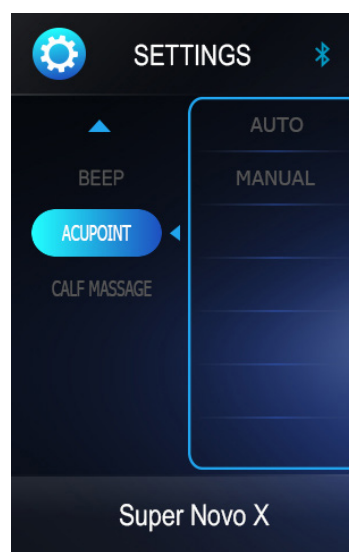 SETTINGS
BEEP
ACUPOINT
CALF MASSAGE
AUTO
MANUAL
Super Novo X